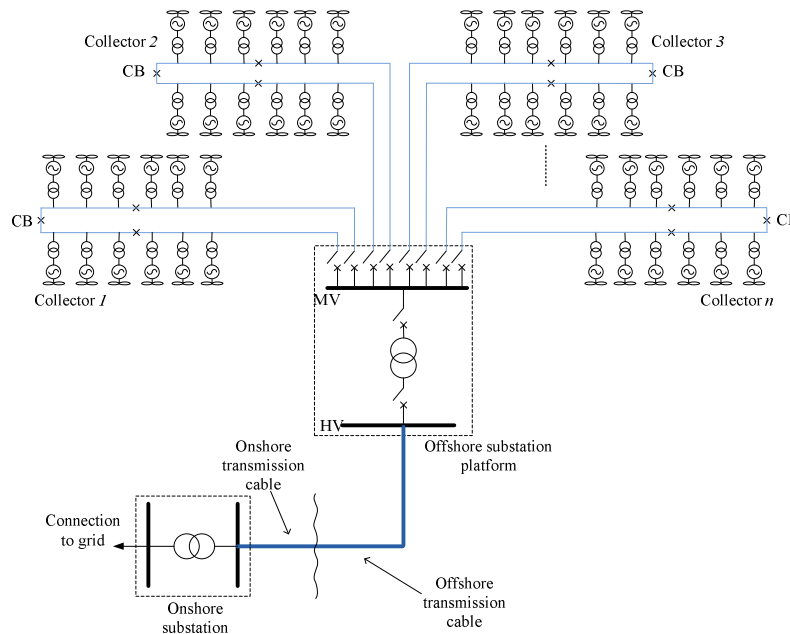 Collector 2
Collector 3
CB
CB
CB
CB
Collector 1
Collector n
MV
HV
Onshore
transmission
cable
Offshore substation
platform
Connection
to grid
Offshore
transmission
cable
Onshore
substation